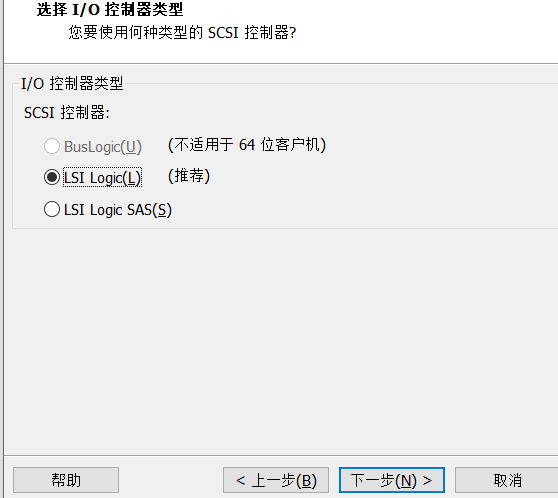 选择 I/O 控制器类型
您要使用何种类型的 SCSI 控制器?
I/O 控制器类型
SCSI 控制器:
BusLogic(U) (不适用于 64 位客户机)
LSI Logic(L) (推荐)
LSI Logic SAS(S)
帮助 < 上一步(B) 下一步(N) > 取消